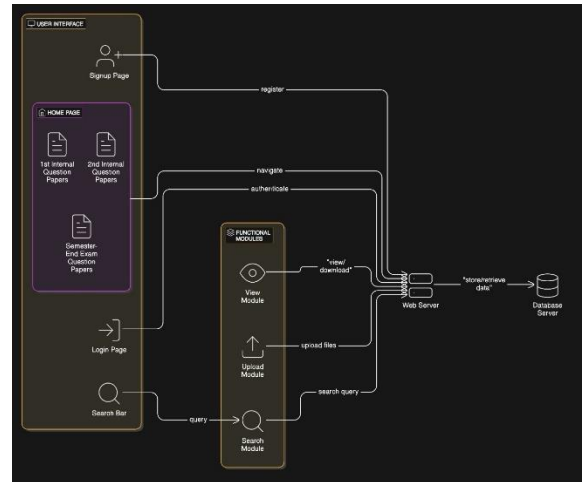 USER INTERFACE
Signup Page
register
HOME PAGE
1st Internal
Question
Papers
2nd Internal
Question
Papers
Semester-
End Exam
Question
Papers
navigate
authenticate
FUNCTIONAL
MODULES
View
Module
"view/
download"
Web Server
"store/retrieve
data"
Database
Server
Login Page
Upload
Module
upload files
Search Bar
query
Search
Module
search query